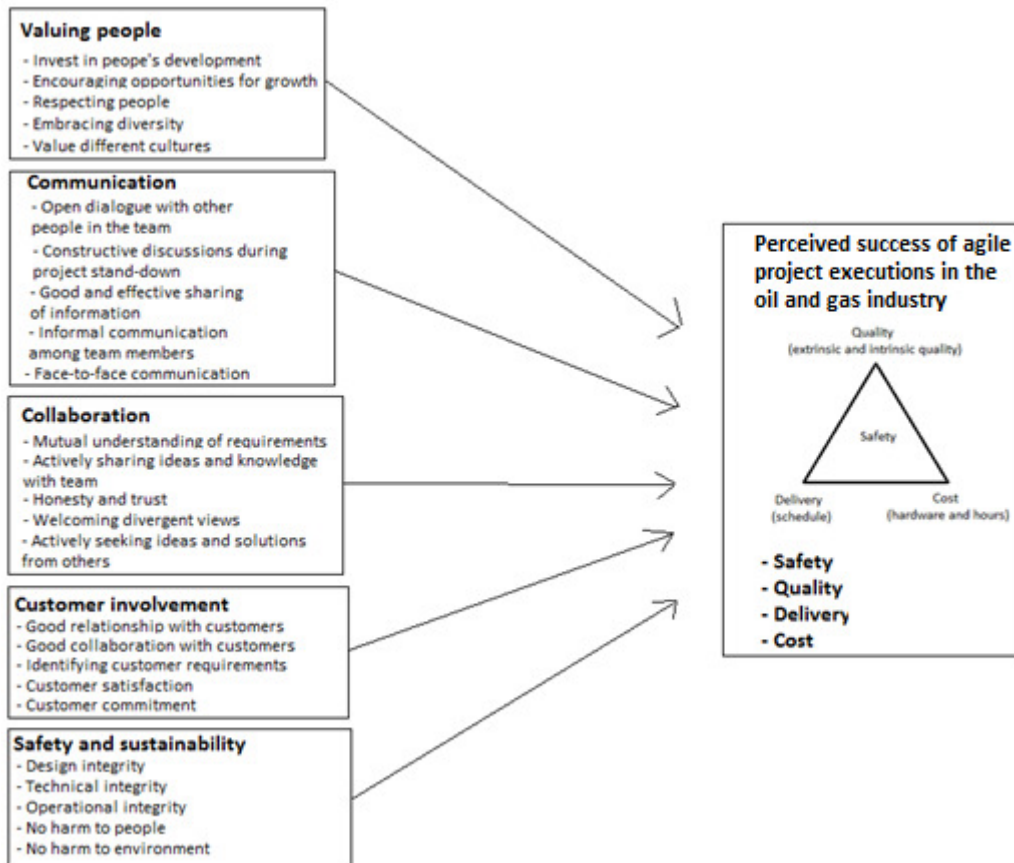 Valuing people
- Invest in peope's development
- Encouraging opportunities for growth
- Respecting people
- Embracing diversity
- Value different cultures
Communication
- Open dialogue with other
people in the team
- Constructive discussions during
project stand-down
- Good and effective sharing
of information
- Informal communication
among team members
- Face-to-face communication
Collaboration
- Mutual understanding of requirements
- Actively sharing ideas and knowledge
with team
- Honesty and trust
- Welcoming divergent views
- Actively seeking ideas and solutions
from others
Customer involvement
- Good relationship with customers
- Good collaboration with customers
- Identifying customer requirements
- Customer satisfaction
- Customer commitment
Safety and sustainability
- Design integrity
- Technical integrity
- Operational integrity
- No harm to people
- No harm to environment
Perceived success of agile
project executions in the
oil and gas industry
Quality
(extrinsic and intrinsic quality)
Safety
Delivery
(schedule)
Cost
(hardware and hours)
- Safety
- Quality
- Delivery
- Cost